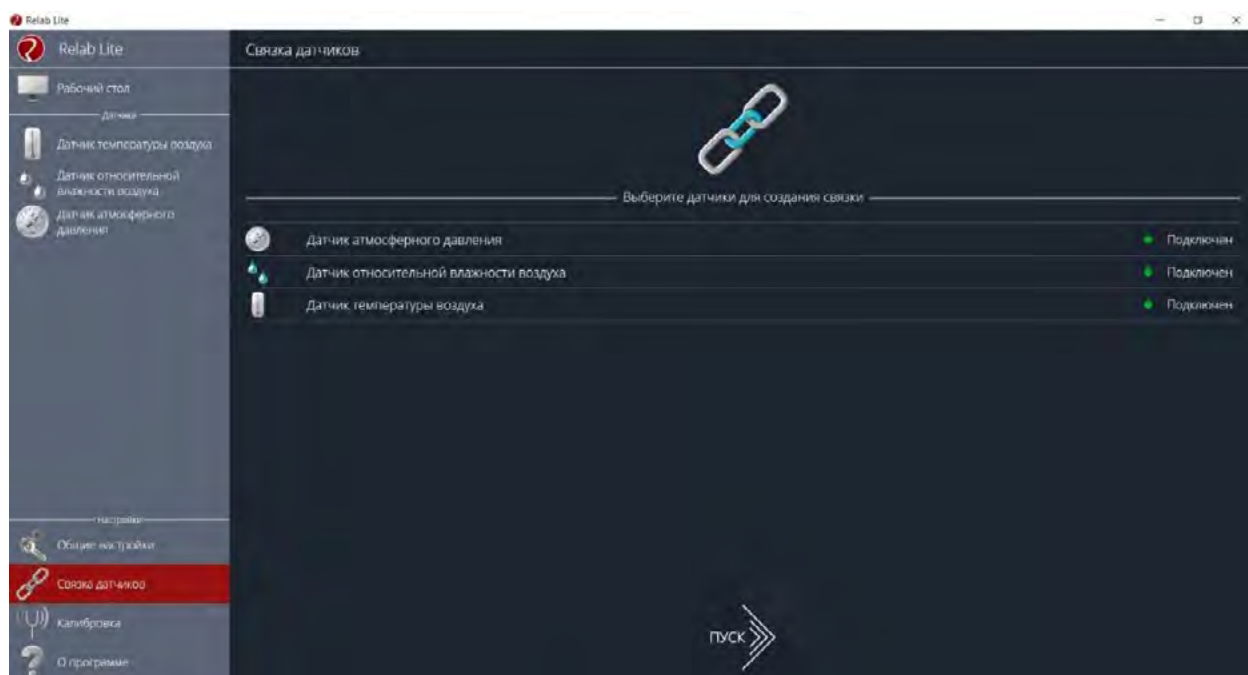 Relab Lite
Relab Lite
Связка датчиков
Рабочий стол
Датчики
Датчик температуры воздуха
Датчик относительной
влажности воздуха
Датчик атмосферного
давления
Выберите датчики для создания связки
Датчик атмосферного давления
Подключен
Датчик относительной влажности воздуха
Подключен
Датчик температуры воздуха
Подключен
Настройки
Общие настройки
Связка датчиков
Калибровка
О программе
ПУСК